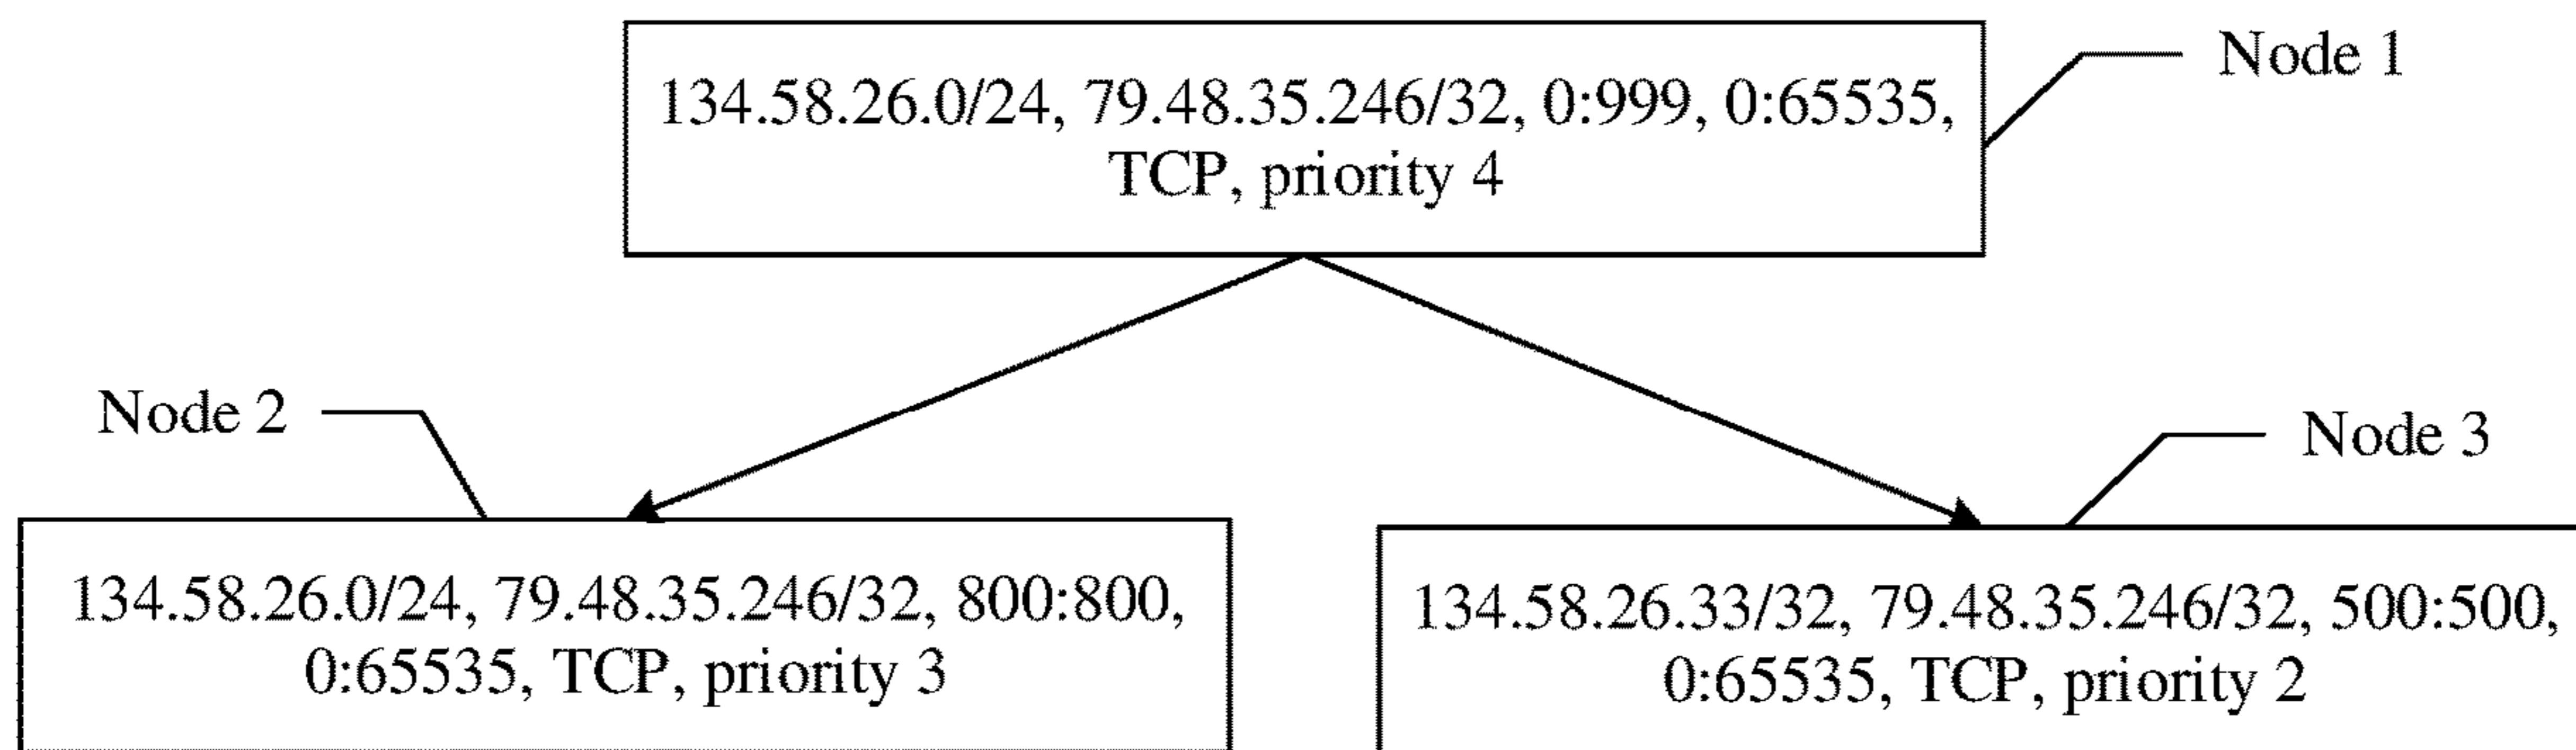 134.58.26.0/24, 79.48.35.246/32, 0:999, 0:65535,
TCP, priority 4
Node 1
Node 2
Node 3
134.58.26.0/24, 79.48.35.246/32, 800:800,
0:65535, TCP, priority 3
134.58.26.33/32, 79.48.35.246/32, 500:500,
0:65535, TCP, priority 2